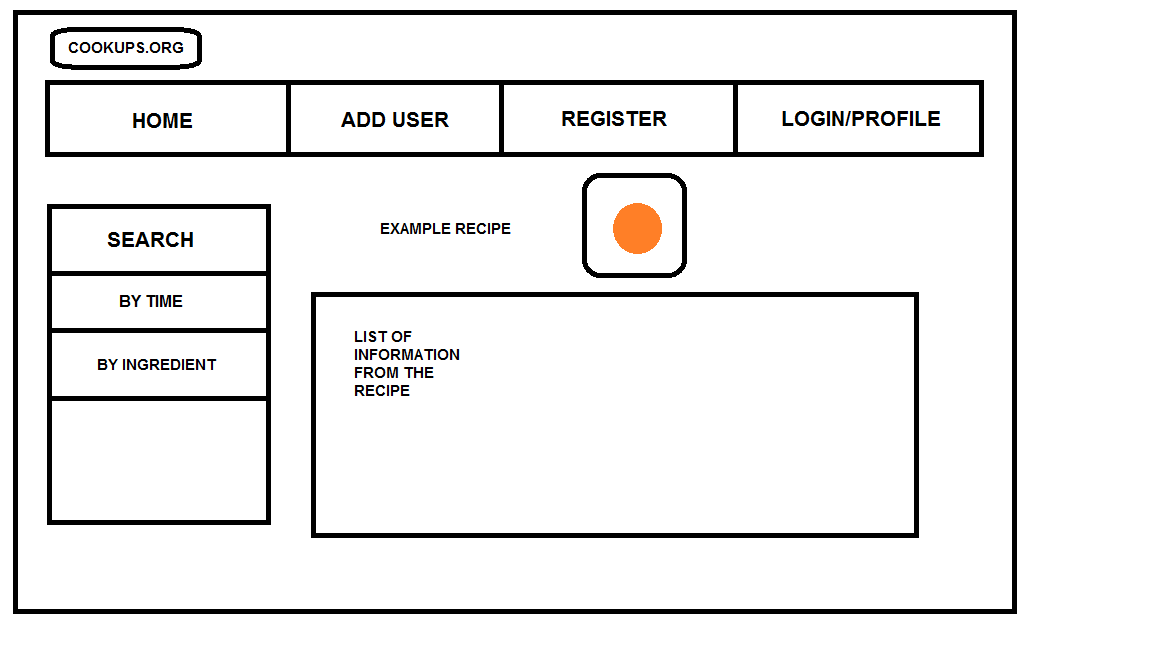 COOKUPS.ORG
HOME
ADD USER
REGISTER
LOGIN/PROFILE
SEARCH
BY TIME
BY INGREDIENT
EXAMPLE RECIPE
LIST OF
INFORMATION
FROM THE
RECIPE